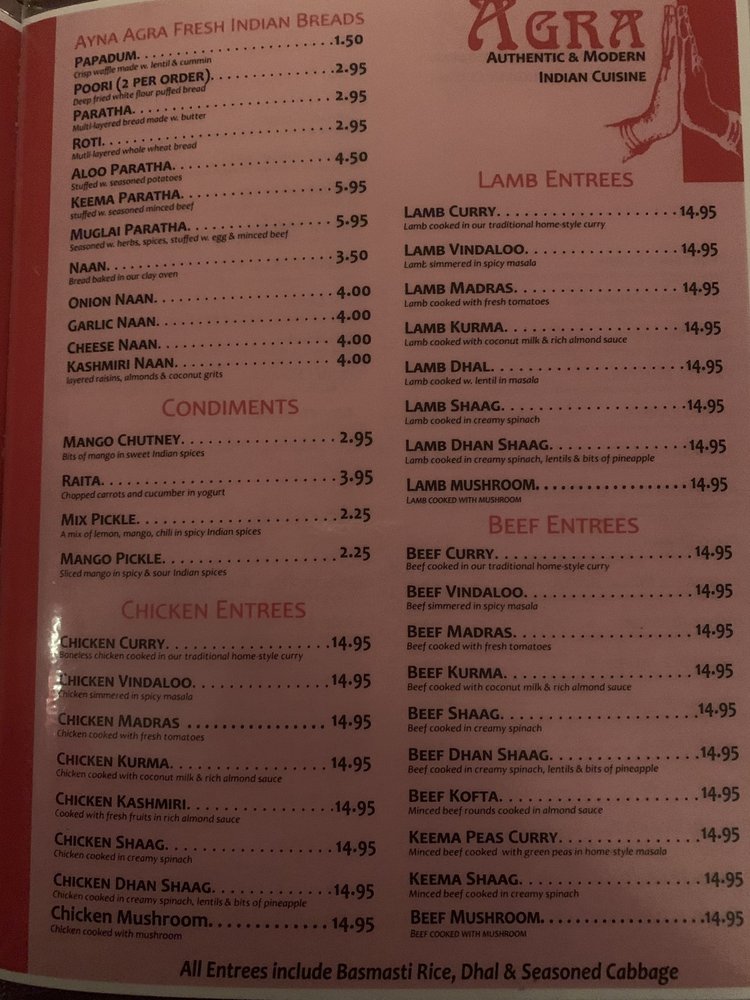 AYNA AGRA FRESH INDIAN BREADS
PAPADUM. . . . . . . . . . . . . . . . . . . . .1.50
Crisp waffle made w. lentil & cummin
POORI (2 PER ORDER). . . . . . . . . . . . .2.95
Deep fried white flour puffed bread
PARATHA. . . . . . . . . . . . . . . . . . . . . 2.95
Multi-layered bread made w. butter
ROTI. . . . . . . . . . . . . . . . . . . . . . . . 2.95
Mutli-layered whole wheat bread
ALOO PARATHA. . . . . . . . . . . . . . . . . 4.50
Stuffed w. seasoned potatoes
KEEMA PARATHA. . . . . . . . . . . . . . . . 5.95
stuffed w. seasoned minced beef
MUGLAI PARATHA. . . . . . . . . . . . . . . 5.95
Seasoned w. herbs, spices, stuffed w. egg & minced beef
NAAN. . . . . . . . . . . . . . . . . . . . . . . 3.50
Bread baked in our clay oven
ONION NAAN. . . . . . . . . . . . . . . . . . 4.00
GARLIC NAAN. . . . . . . . . . . . . . . . . .4.00
CHEESE NAAN. . . . . . . . . . . . . . . . . 4.00
KASHMIRI NAAN. . . . . . . . . . . . . . . . 4.00
layered raisins, almonds & coconut grits
CONDIMENTS
MANGO CHUTNEY. . . . . . . . . . . . . . . . 2.95
Bits of mango in sweet Indian spices
RAITA. . . . . . . . . . . . . . . . . . . . . . . 3.95
Chopped carrots and cucumber in yogurt
MIX PICKLE. . . . . . . . . . . . . . . . . . . . 2.25
A mix of lemon, mango, chili in spicy Indian spices
MANGO PICKLE. . . . . . . . . . . . . . . . . 2.25
Sliced mango in spicy & sour Indian spices
CHICKEN ENTREES
CHICKEN CURRY. . . . . . . . . . . . . . . . .14.95
Boneless chicken cooked in our traditional home-style curry
CHICKEN VINDALOO. . . . . . . . . . . . . . 14.95
Chicken simmered in spicy masala
CHICKEN MADRAS . . . . . . . . . . . . . . . 14.95
Chicken cooked with fresh tomatoes
CHICKEN KURMA. . . . . . . . . . . . . . . . 14.95
Chicken cooked with coconut milk & rich almond sauce
CHICKEN KASHMIRI. . . . . . . . . . . . . . .14.95
Cooked with fresh fruits in rich almond sauce
CHICKEN SHAAG. . . . . . . . . . . . . . . . . 14.95
Chicken cooked in creamy spinach
CHICKEN DHAN SHAAG. . . . . . . . . . . . 14.95
Chicken cooked in creamy spinach, lentils & bits of pineapple
Chicken Mushroom. . . . . . . . . . . . .14.95
Chicken cooked with mushroom
AGRA
AUTHENTIC & MODERN
INDIAN CUISINE
LAMB ENTREES
LAMB CURRY. . . . . . . . . . . . . . . . . . . . 14.95
Lamb cooked in our traditional home-style curry
LAMB VINDALOO. . . . . . . . . . . . . . . . . 14.95
Lamb simmered in spicy masala
LAMB MADRAS. . . . . . . . . . . . . . . . . . 14.95
Lamb cooked with fresh tomatoes
LAMB KURMA. . . . . . . . . . . . . . . . . . . 14.95
Lamb cooked with coconut milk & rich almond sauce
LAMB DHAL. . . . . . . . . . . . . . . . . . . . .14.95
Lamb cooked w. lentil in masala
LAMB SHAAG. . . . . . . . . . . . . . . . . . . .14.95
Lamb cooked in creamy spinach
LAMB DHAN SHAAG. . . . . . . . . . . . . . . 14.95
Lamb cooked in creamy spinach, lentils & bits of pineapple
LAMB MUSHROOM. . . . . . . . . . . . . . . . . 14.95
LAMB COOKED WITH MUSHROOM
BEEF ENTREES
BEEF CURRY. . . . . . . . . . . . . . . . . . . . . 14.95
Beef cooked in our traditional home-style curry
BEEF VINDALOO. . . . . . . . . . . . . . . . . . 14.95
Beef simmered in spicy masala
BEEF MADRAS. . . . . . . . . . . . . . . . . . . 14.95
Beef cooked with fresh tomatoes
BEEF KURMA. . . . . . . . . . . . . . . . . . . . 14.95
Beef cooked with coconut milk & rich almond sauce
BEEF SHAAG. . . . . . . . . . . . . . . . . . . . .14.95
Beef cooked in creamy spinach
BEEF DHAN SHAAG. . . . . . . . . . . . . . . . 14.95
Beef cooked in creamy spinach, lentils & bits of pineapple
BEEF KOFTA. . . . . . . . . . . . . . . . . . . . . 14.95
Minced beef rounds cooked in almond sauce
KEEMA PEAS CURRY. . . . . . . . . . . . . . .14.95
Minced beef cooked with green peas in home-style masala
KEEMA SHAAG. . . . . . . . . . . . . . . . . . . 14.95
Minced beef cooked in creamy spinach
BEEF MUSHROOM. . . . . . . . . . . . . . . . . .14.95
BEEF COOKED WITH MUSHROOM
All Entrees include Basmasti Rice, Dhal & Seasoned Cabbage